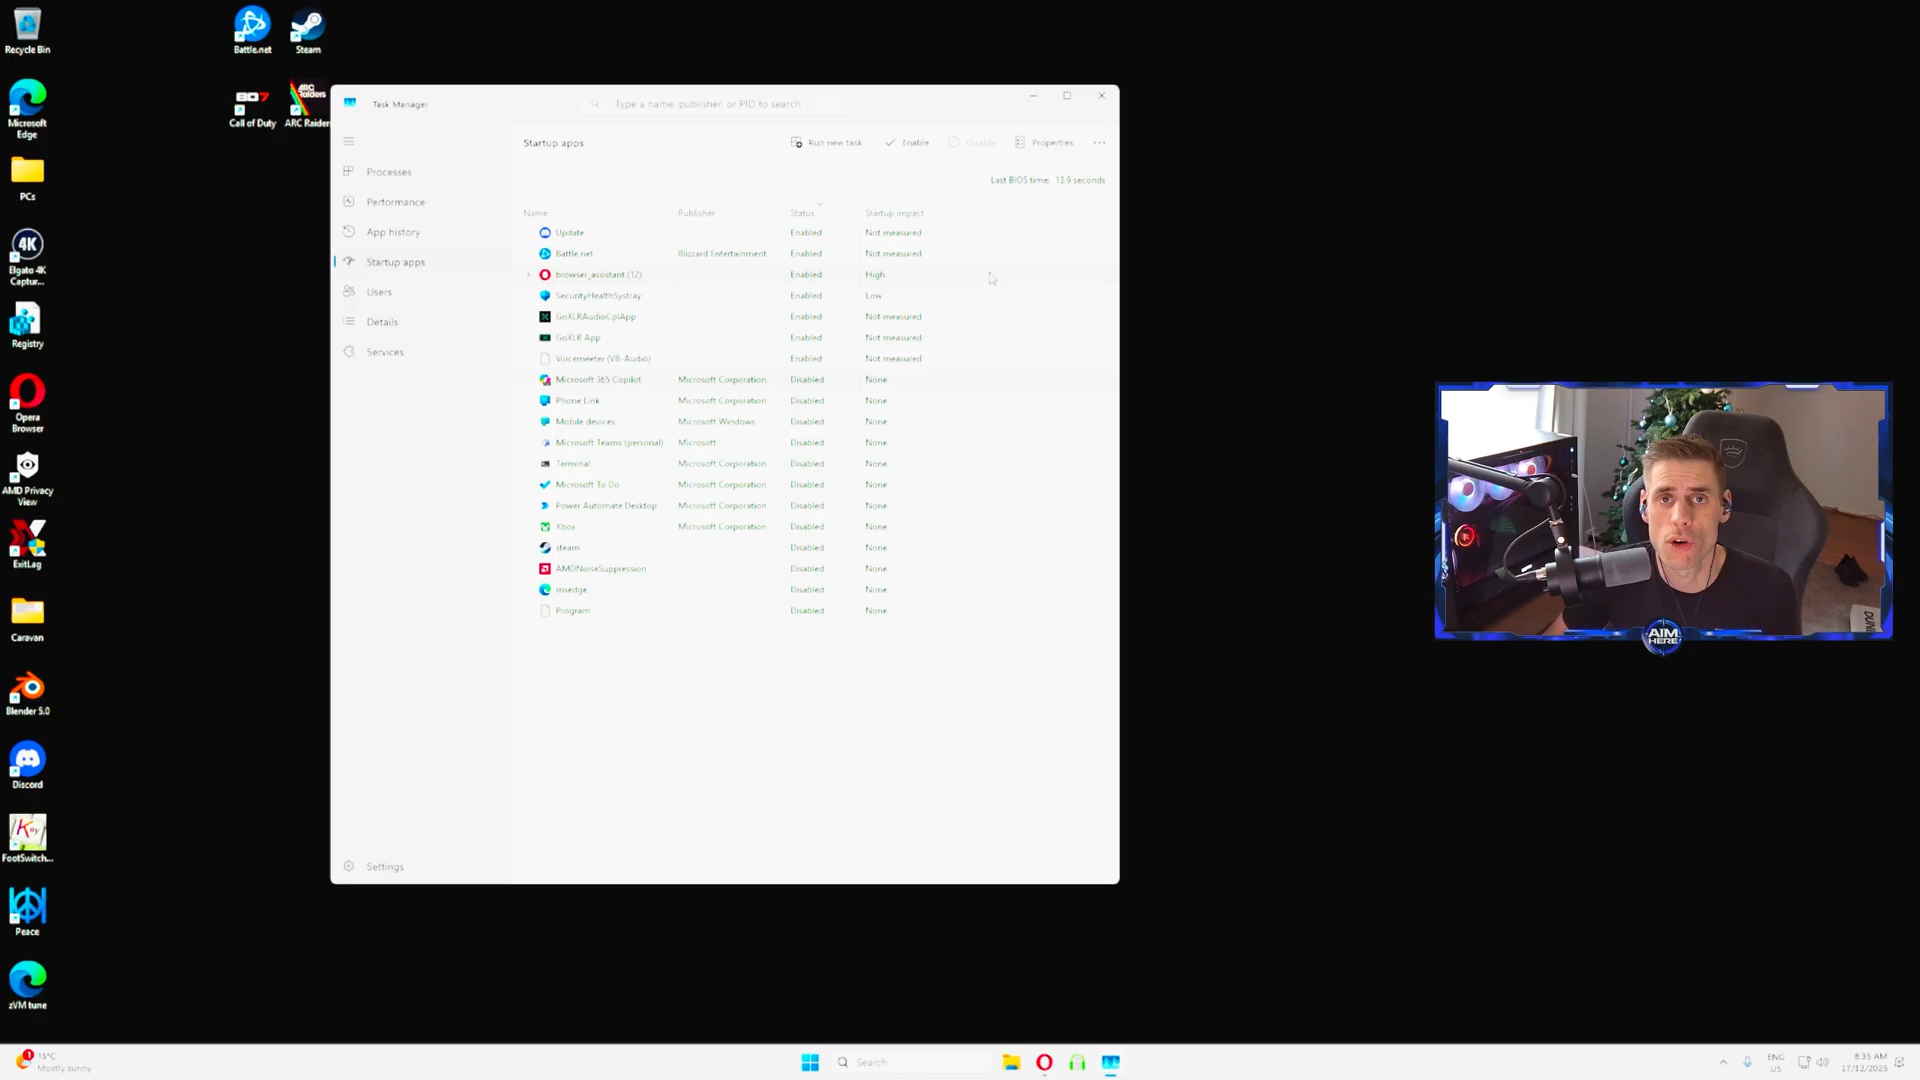 Recycle Bin
Battle.net
Steam
Microsoft
Edge
Call of Duty
ARC Raider
PCs
4K
Elgato 4K
Captur...
Registry
Opera
Browser
AMD Privacy
View
ExitLag
Caravan
Blender 5.0
Discord
Key
FootSwitch...
Peace
zVM tune
Task Manager
Type a name, publisher, or PID to search
Startup apps
Run new task
Enable
Disable
Properties
Last BIOS time: 13.9 seconds
Processes
Performance
App history
Startup apps
Users
Details
Services
Settings
Name Publisher Status Startup impact
Update Enabled Not measured
Battle.net Blizzard Entertainment Enabled Not measured
browser_assistant (12) Enabled High
SecurityHealthSystray Enabled Low
GoXLRAudioCplApp Enabled Not measured
GoXLR App Enabled Not measured
Voicemeeter (VB-Audio) Enabled Not measured
Microsoft 365 Copilot Microsoft Corporation Disabled None
Phone Link Microsoft Corporation Disabled None
Mobile devices Microsoft Windows Disabled None
Microsoft Teams (personal) Microsoft Disabled None
Terminal Microsoft Corporation Disabled None
Microsoft To Do Microsoft Corporation Disabled None
Power Automate Desktop Microsoft Corporation Disabled None
Xbox Microsoft Corporation Disabled None
steam Disabled None
AMDNoiseSuppression Disabled None
msedge Disabled None
Program Disabled None
AIM
HERE
1
15°C
Mostly sunny
Search
ENG
US
8:35 AM
17/12/2025